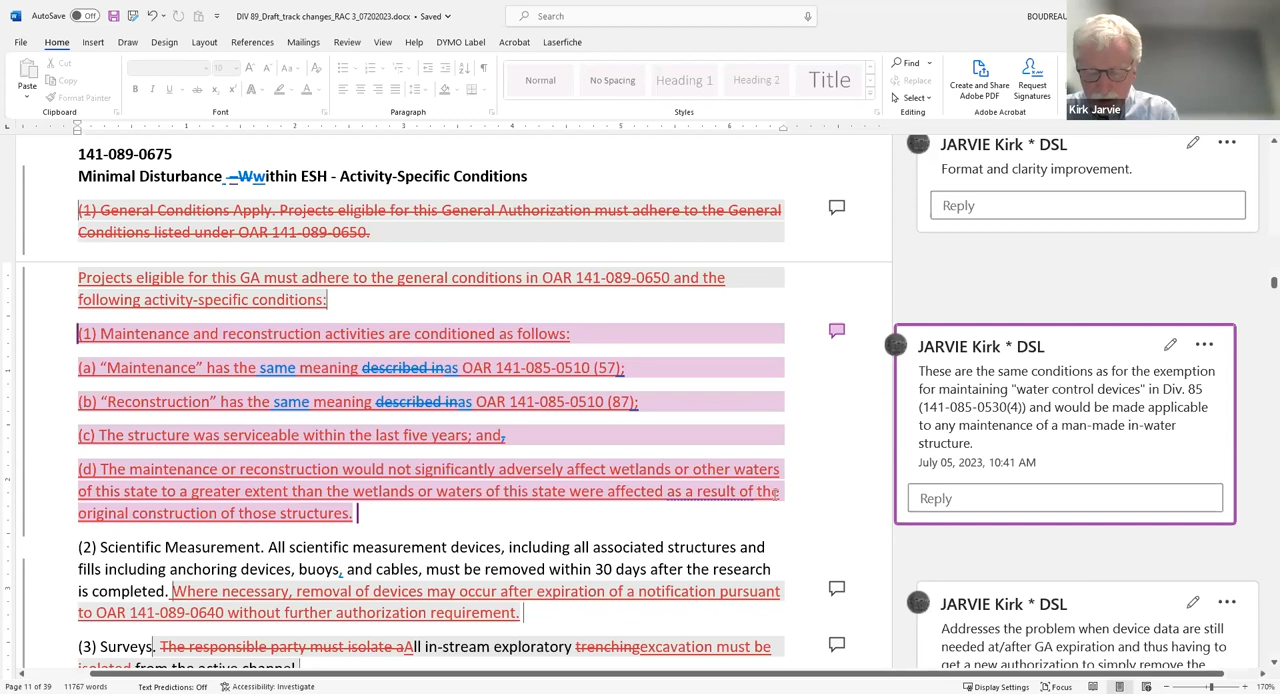 AutoSave Off DIV 89_Draft_track changes_RAC 3_07202023.docx • Saved Search BOUDREAU
File Home Insert Draw Design Layout References Mailings Review View Help DYMO Label Acrobat Laserfiche
Paste Cut Copy Format Painter
10
Normal No Spacing Heading 1 Heading 2 Title
Find Replace Select
Create and Share Adobe PDF Request Signatures
Clipboard Font Paragraph Styles Editing Adobe Acrobat
Kirk Jarvie
141-089-0675
Minimal Disturbance –Wwithin ESH - Activity-Specific Conditions
(1) General Conditions Apply. Projects eligible for this General Authorization must adhere to the General
Conditions listed under OAR 141-089-0650.
Projects eligible for this GA must adhere to the general conditions in OAR 141-089-0650 and the
following activity-specific conditions:
(1) Maintenance and reconstruction activities are conditioned as follows:
(a) “Maintenance” has the same meaning described inas OAR 141-085-0510 (57);
(b) “Reconstruction” has the same meaning described inas OAR 141-085-0510 (87);
(c) The structure was serviceable within the last five years; and,
(d) The maintenance or reconstruction would not significantly adversely affect wetlands or other waters
of this state to a greater extent than the wetlands or waters of this state were affected as a result of the
original construction of those structures.
(2) Scientific Measurement. All scientific measurement devices, including all associated structures and
fills including anchoring devices, buoys, and cables, must be removed within 30 days after the research
is completed. Where necessary, removal of devices may occur after expiration of a notification pursuant
to OAR 141-089-0640 without further authorization requirement.
(3) Surveys. The responsible party must isolate aAll in-stream exploratory trenchingexcavation must be
isolated from the active channel.
JARVIE Kirk * DSL
Format and clarity improvement.
Reply
JARVIE Kirk * DSL
These are the same conditions as for the exemption
for maintaining "water control devices" in Div. 85
(141-085-0530(4)) and would be made applicable
to any maintenance of a man-made in-water
structure.
July 05, 2023, 10:41 AM
Reply
JARVIE Kirk * DSL
Addresses the problem when device data are still
needed at/after GA expiration and thus having to
get a new authorization to simply remove the
Page 11 of 39 11767 words Text Predictions: Off Accessibility: Investigate Display Settings Focus 170%